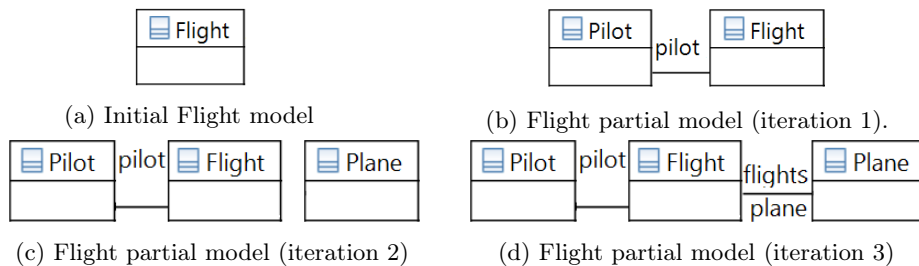 Flight
(a) Initial Flight model
Pilot pilot Flight
(b) Flight partial model (iteration 1).
Pilot pilot Flight Plane
(c) Flight partial model (iteration 2)
Pilot pilot Flight flights Plane
plane
(d) Flight partial model (iteration 3)